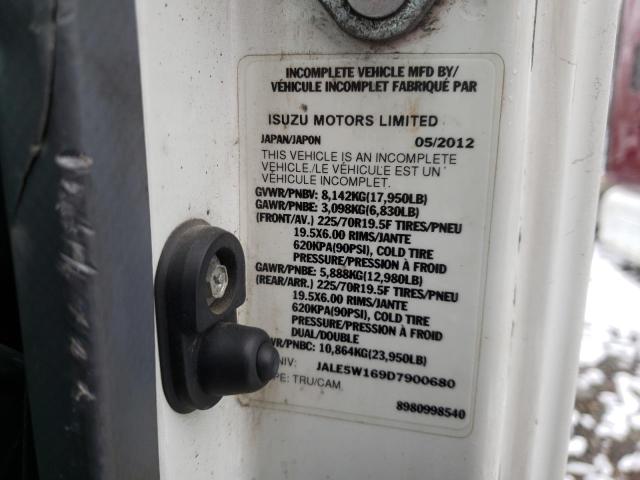 INCOMPLETE VEHICLE MFD BY/
VÉHICULE INCOMPLET FABRIQUÉ PAR
ISUZU MOTORS LIMITED
JAPAN/JAPON 05/2012
THIS VEHICLE IS AN INCOMPLETE
VEHICLE./LE VÉHICULE EST UN
VÉHICULE INCOMPLET.
GVWR/PNBV: 8,142KG(17,950LB)
GAWR/PNBE: 3,098KG(6,830LB)
(FRONT/AV.) 225/70R19.5F TIRES/PNEU
19.5X6.00 RIMS/JANTE
620KPA(90PSI), COLD TIRE
PRESSURE/PRESSION À FROID
GAWR/PNBE: 5,888KG(12,980LB)
(REAR/ARR.) 225/70R19.5F TIRES/PNEU
19.5X6.00 RIMS/JANTE
620KPA(90PSI), COLD TIRE
PRESSURE/PRESSION À FROID
DUAL/DOUBLE
WR/PNBC: 10,864KG(23,950LB)
NIV: JALE5W169D7900680
PE: TRU/CAM
8980998540